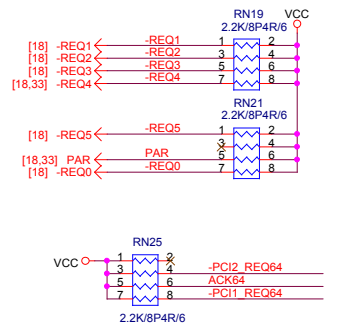 RN19 VCC
2.2K/8P4R/6
[18] -REQ1 -REQ1 1 2
[18] -REQ2 -REQ2 3 4
[18] -REQ3 -REQ3 5 6
[18,33] -REQ4 -REQ4 7 8
RN21
2.2K/8P4R/6
[18] -REQ5 -REQ5 1 2
3 4
[18,33] PAR PAR 5 6
[18] -REQ0 -REQ0 7 8
RN25
VCC 1 2
3 4 -PCI2_REQ64
5 6 ACK64
7 8 -PCI1_REQ64
2.2K/8P4R/6